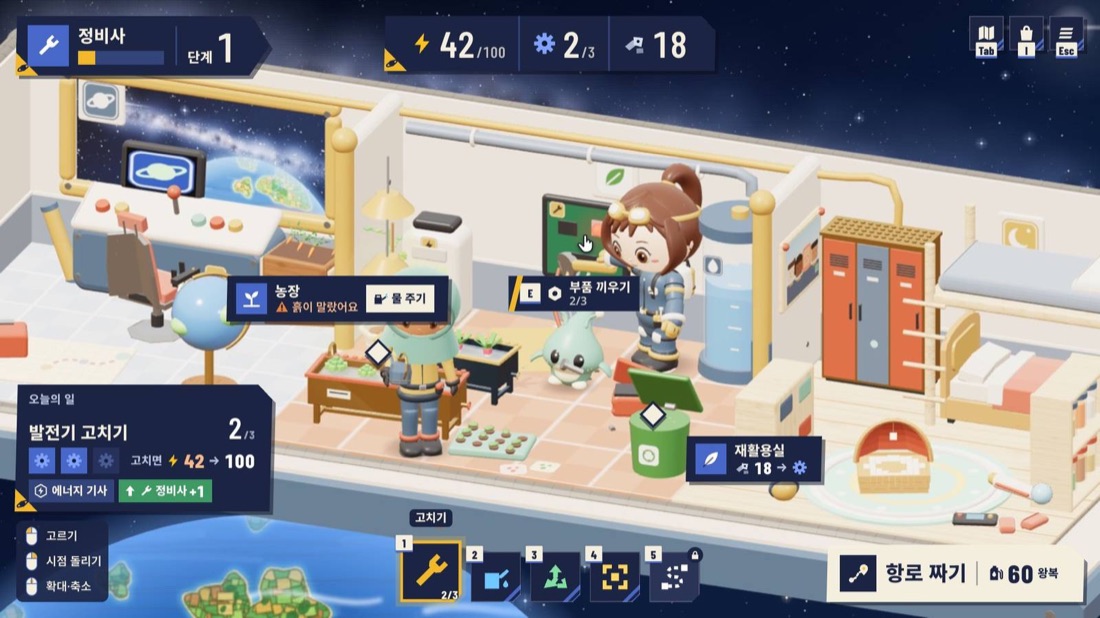 정비사
단계 1
42/100
2/3
18
Tab
I
Esc
농장
흙이 말랐어요
물 주기
E
부품 끼우기
2/3
오늘의 일
발전기 고치기
2/3
고치면 42 → 100
에너지 기사
정비사 +1
재활용실
18 →
고르기
시점 돌리기
확대·축소
고치기
1
2/3
2
3
4
5
항로 짜기
60 왕복